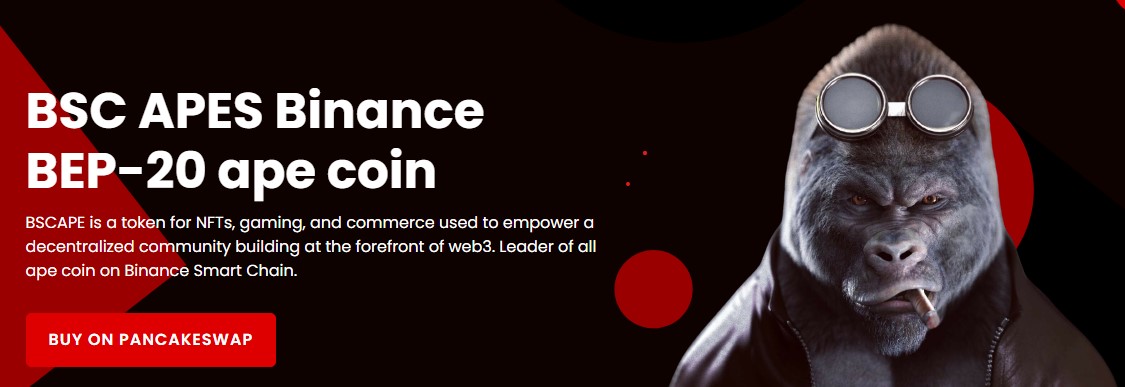 BSC APES Binance
BEP-20 ape coin
BSCAPE is a token for NFTs, gaming, and commerce used to empower a
decentralized community building at the forefront of web3. Leader of all
ape coin on Binance Smart Chain.
BUY ON PANCAKESWAP